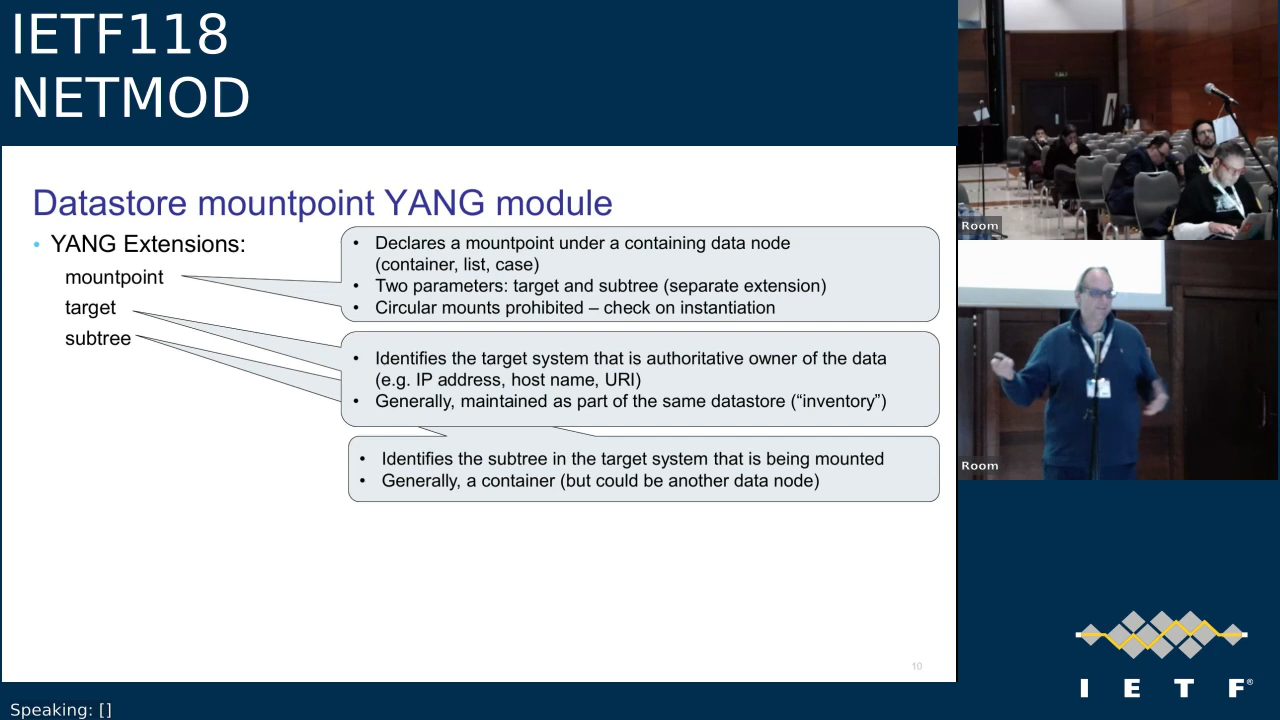 IETF118
NETMOD
Datastore mountpoint YANG module
• YANG Extensions:
mountpoint
target
subtree
• Declares a mountpoint under a containing data node
(container, list, case)
• Two parameters: target and subtree (separate extension)
• Circular mounts prohibited – check on instantiation
• Identifies the target system that is authoritative owner of the data
(e.g. IP address, host name, URI)
• Generally, maintained as part of the same datastore (“inventory”)
• Identifies the subtree in the target system that is being mounted
• Generally, a container (but could be another data node)
10
Room
Room
I E T F®
Speaking: []